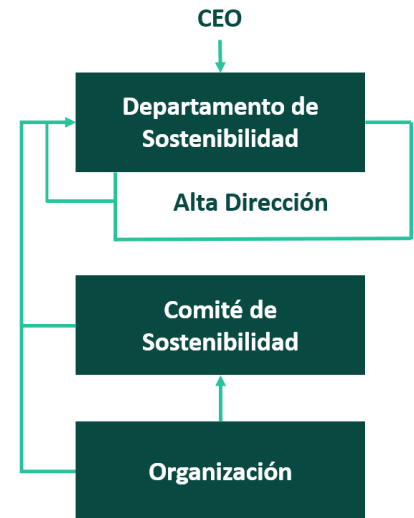 CEO
Departamento de
Sostenibilidad
Alta Dirección
Comité de
Sostenibilidad
Organización